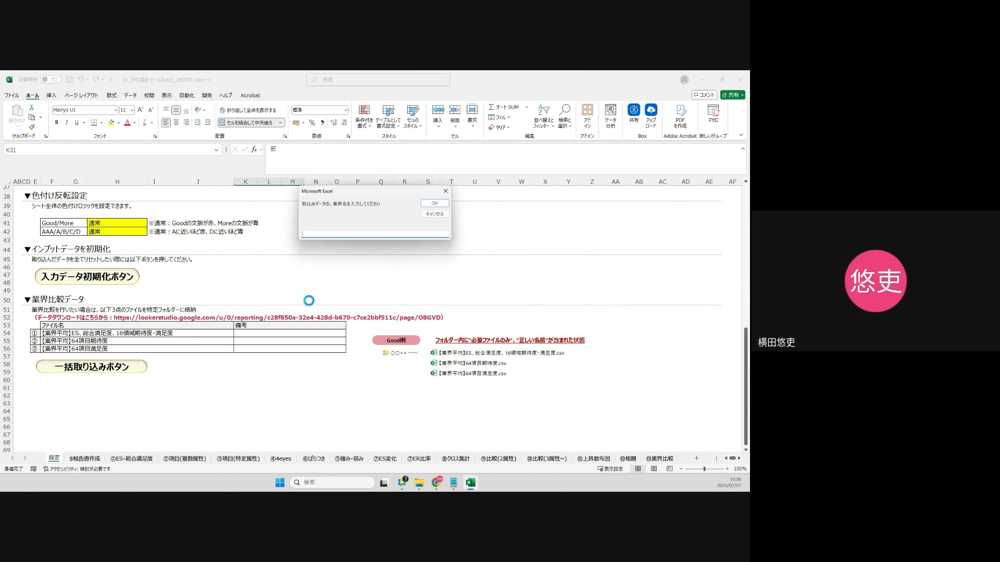 自動保存 オフ 01_【MC集計ツール】ver2_250707.xlsm 検索
ファイル ホーム 挿入 ページ レイアウト 数式 データ 校閲 表示 自動化 開発 ヘルプ Acrobat コメント 共有
貼り付け Meiryo UI 11 折り返して全体を表示する 標準 条件付き書式 テーブルとして書式設定 セルのスタイル 挿入 削除 書式 オート SUM フィル クリア 並べ替えとフィルター 検索と選択 アドイン データ分析 共有 アップロード PDFを作成 マクロ
B I U セルを結合して中央揃え
クリップボード フォント 配置 数値 スタイル セル 編集 アドイン Box Adobe Acrobat 新しいグループ
K31 fx 部
ABCD E F G H I J K L M N O P Q R S T U V W X Y Z AA AB AC AD AE AF
Microsoft Excel
取込みデータの、業界名を入力してください
OK
キャンセル
37
38 ▼色付け反転設定
39 シート全体の色付けロジックを設定できます。
40
41 Good/More 通常 ※通常：Goodの文脈が赤、Moreの文脈が青
42 AAA/A/B/C/D 通常 ※通常：Aに近いほど赤、Dに近いほど青
43
44 ▼インプットデータを初期化
45 取り込んだデータを全てリセットしたい際には以下ボタンを押してください。
46
47 入力データ初期化ボタン
48
49
50 ▼業界比較データ
51 業界比較を行いたい場合は、以下3点のファイルを特定フォルダーに格納
52 （データダウンロードはこちらから：https://lookerstudio.google.com/u/0/reporting/c28f850a-32e4-428d-b670-c7ce2bbf511c/page/O8GVD）
53 ファイル名 備考
54 ① 【業界平均】ES、総合満足度、16領域期待度・満足度
55 ② 【業界平均】64項目期待度
56 ③ 【業界平均】64項目満足度
Good例 フォルダー内に"必要ファイルのみ"、"正しい名前"が含まれた状態
○○×× 【業界平均】ES、総合満足度、16領域期待度・満足度.csv
【業界平均】64項目期待度.csv
【業界平均】64項目満足度.csv
57
58 一括取り込みボタン
59
60
61
62
63
64
65
66
67
68
69
設定 $報告書作成 ①ES・総合満足度 ②項目(複数属性) ③項目(特定属性) ④4eyes ⑥ばらつき ⑤強み・弱み ⑦ES変化 ⑦ER比率 ⑧クロス集計 ⑨比較(2属性) ⑩比較(3属性~) ⑪上昇散布図 ⑫相関 ⑬業界比較
準備完了 アクセシビリティ: 検討が必要です 表示設定 100%
検索 7
15:36
2025/07/07
悠吏
横田悠吏